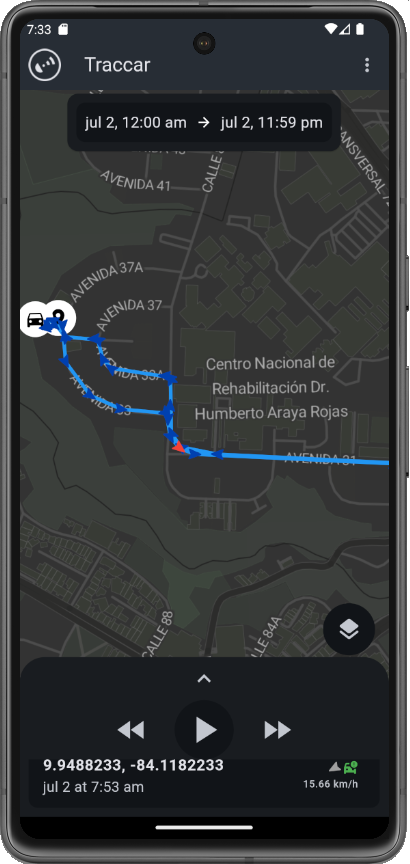 7:33
Traccar
jul 2, 12:00 am → jul 2, 11:59 pm
AVENIDA 41
CALLE
TRANSVERSAL
AVENIDA 37A
AVENIDA 37
AVENIDA 33A
AVENIDA 33
Centro Nacional de
Rehabilitación Dr.
Humberto Araya Rojas
AVENIDA 31
CALLE 88
CALLE 84A
9.9488233, -84.1182233
jul 2 at 7:53 am
15.66 km/h